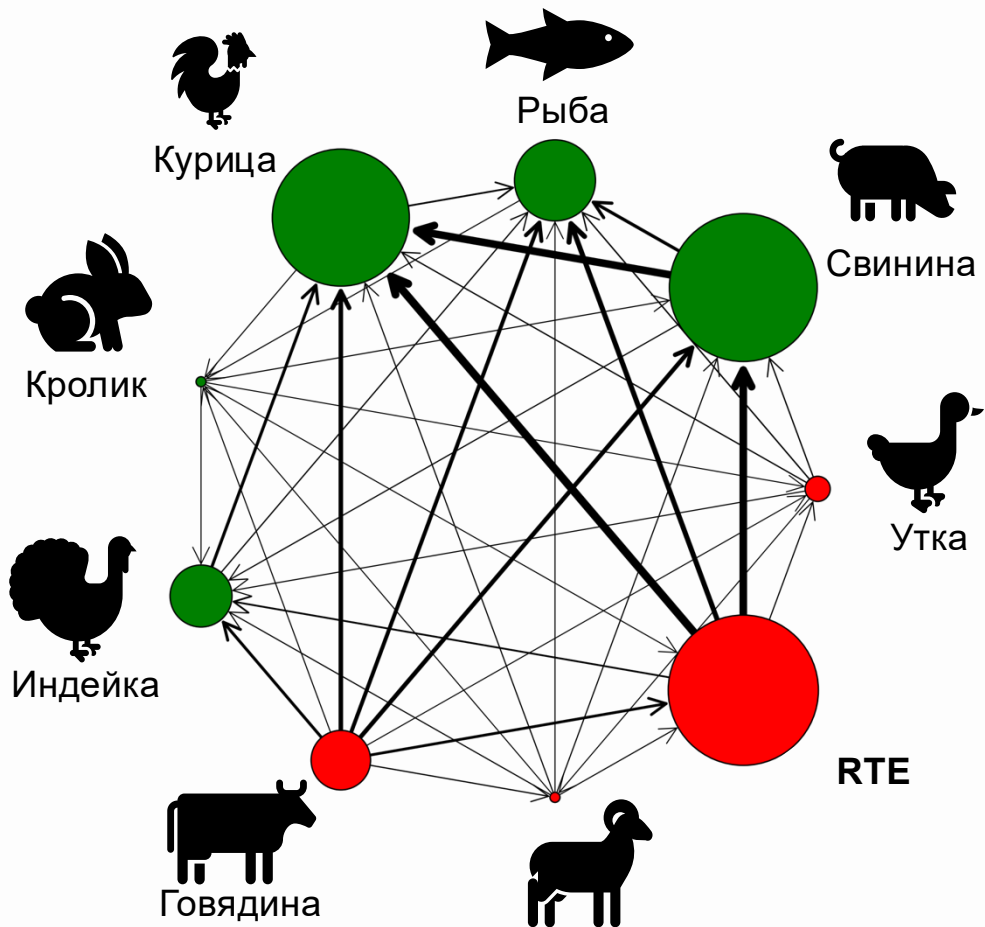 Рыба
Курица
Свинина
Кролик
Утка
Индейка
RTE
Говядина